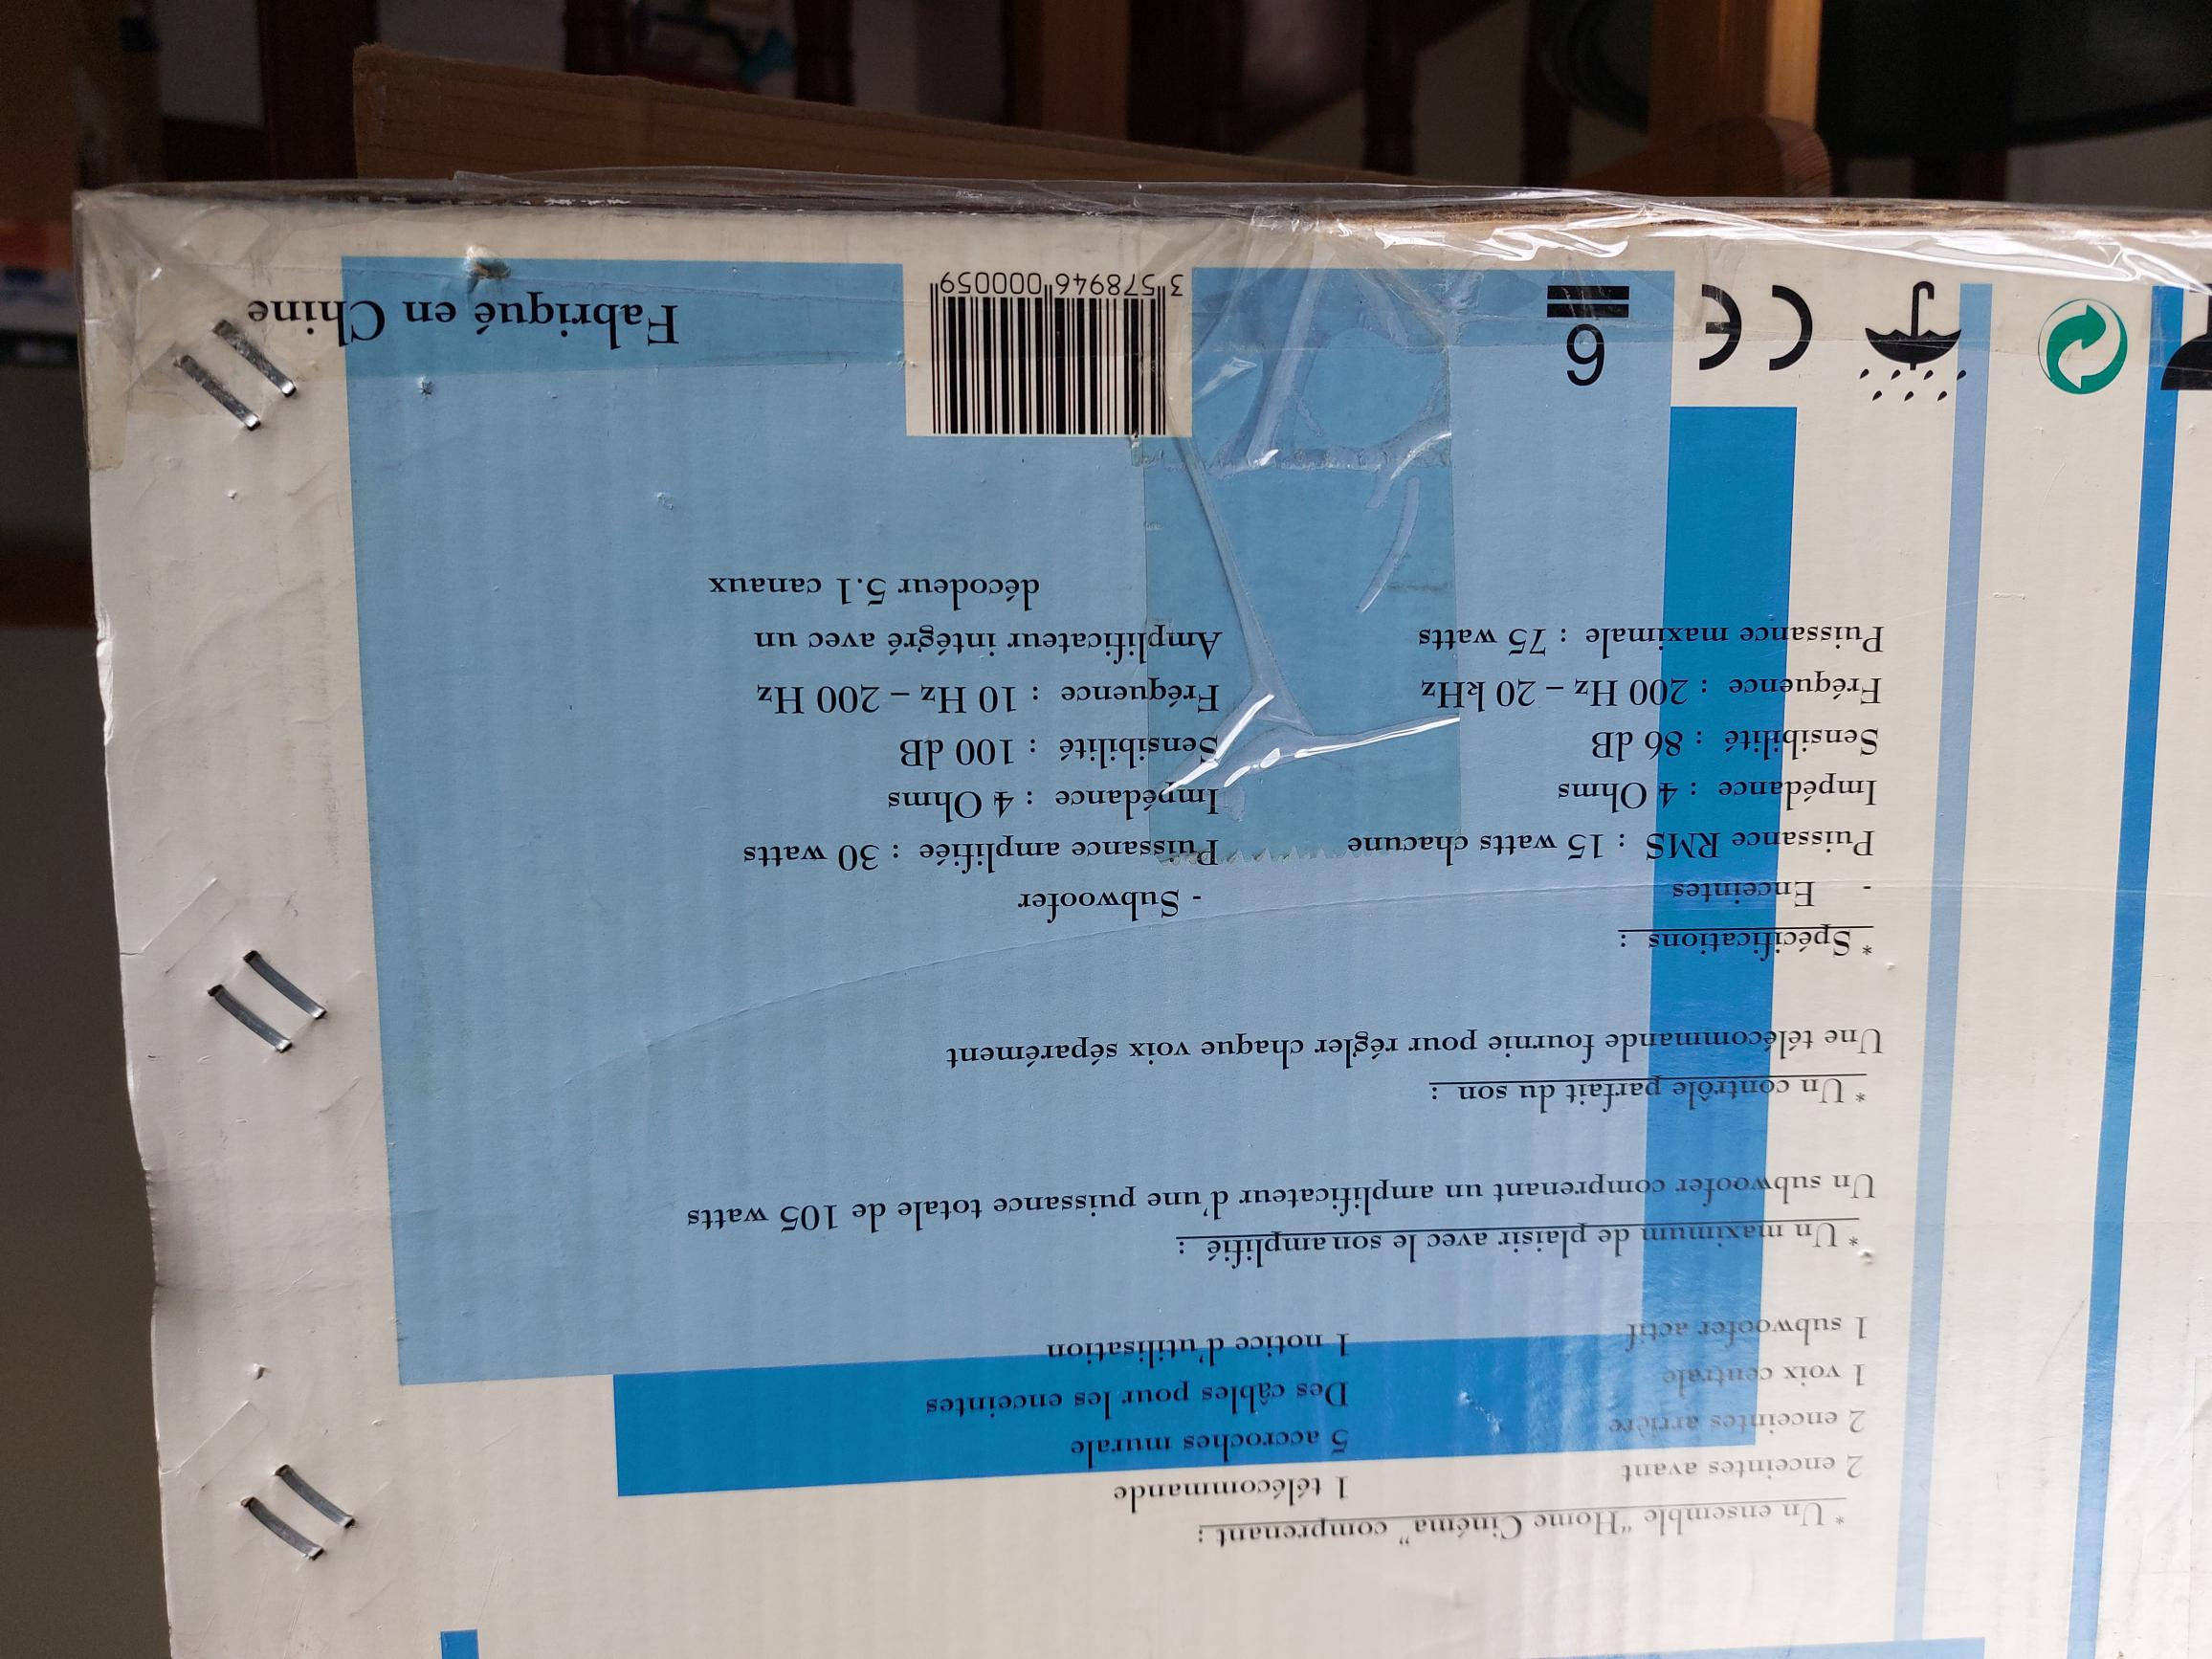 * Un ensemble "Home Cinéma" comprenant :
2 enceintes avant
2 enceintes arrière
1 voix centrale
1 subwoofer actif
1 télécommande
5 accroches murale
Des câbles pour les enceintes
1 notice d'utilisation
* Un maximum de plaisir avec le son amplifié :
Un subwoofer comprenant un amplificateur d'une puissance totale de 105 watts
* Un contrôle parfait du son :
Une télécommande fournie pour régler chaque voix séparément
* Spécifications :
- Enceintes
Puissance RMS : 15 watts chacune
Impédance : 4 Ohms
Sensibilité : 86 dB
Fréquence : 200 Hz – 20 kHz
Puissance maximale : 75 watts
- Subwoofer
Puissance amplifiée : 30 watts
Impédance : 4 Ohms
Sensibilité : 100 dB
Fréquence : 10 Hz – 200 Hz
Amplificateur intégré avec un
décodeur 5.1 canaux
CE
6
3 578946 000059
Fabriqué en Chine